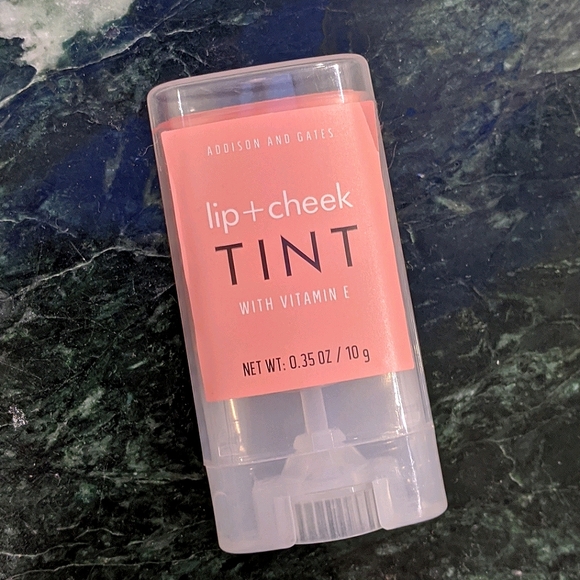 ADDISON AND GATES
lip+cheek
TINT
WITH VITAMIN E
NET WT: 0.35 OZ / 10 g